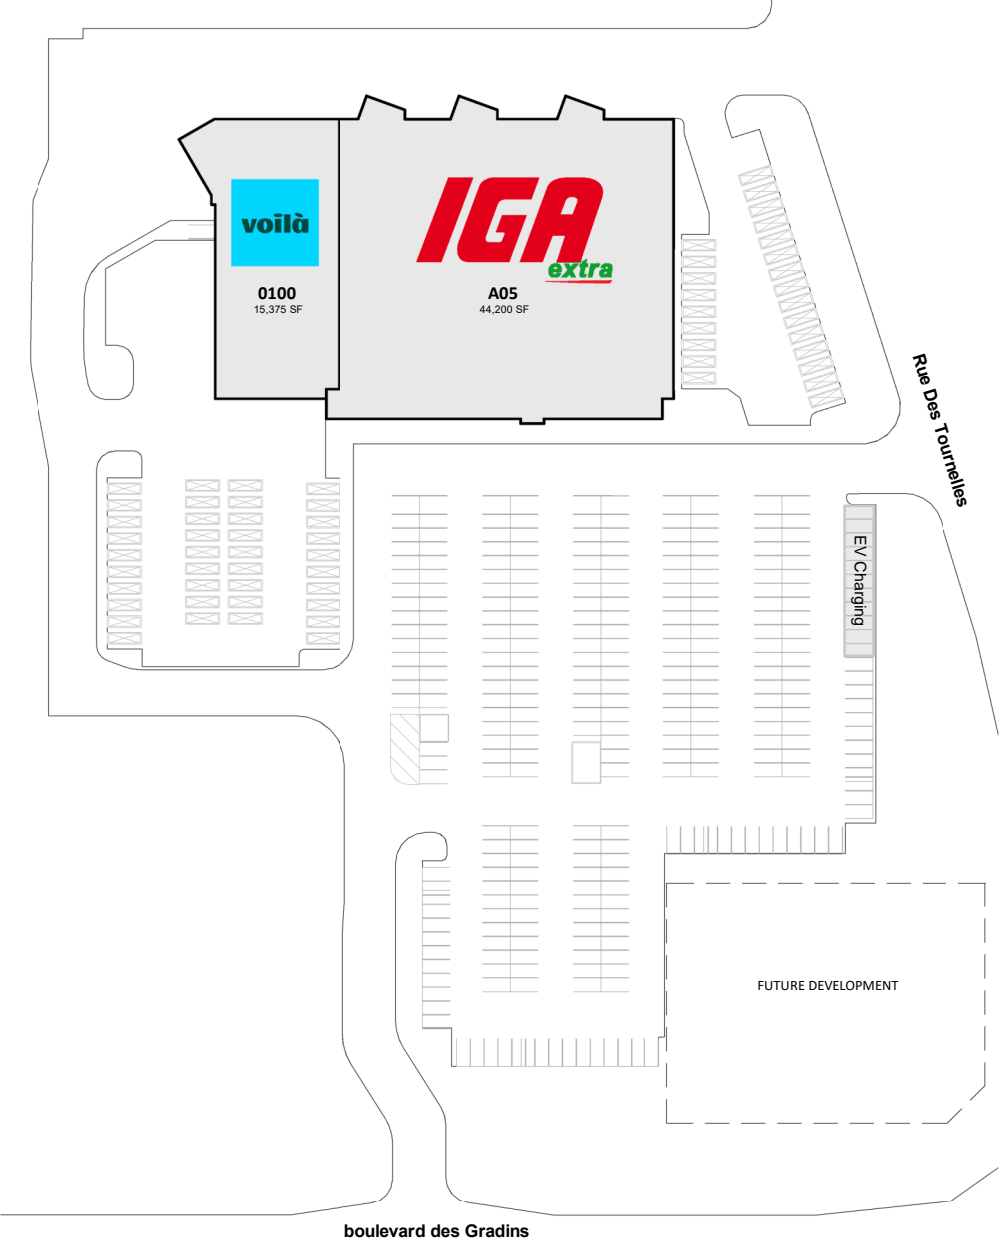 voilà
IGA
extra
0100
15,375 SF
A05
44,200 SF
Rue Des Tournelles
EV Charging
FUTURE DEVELOPMENT
boulevard des Gradins